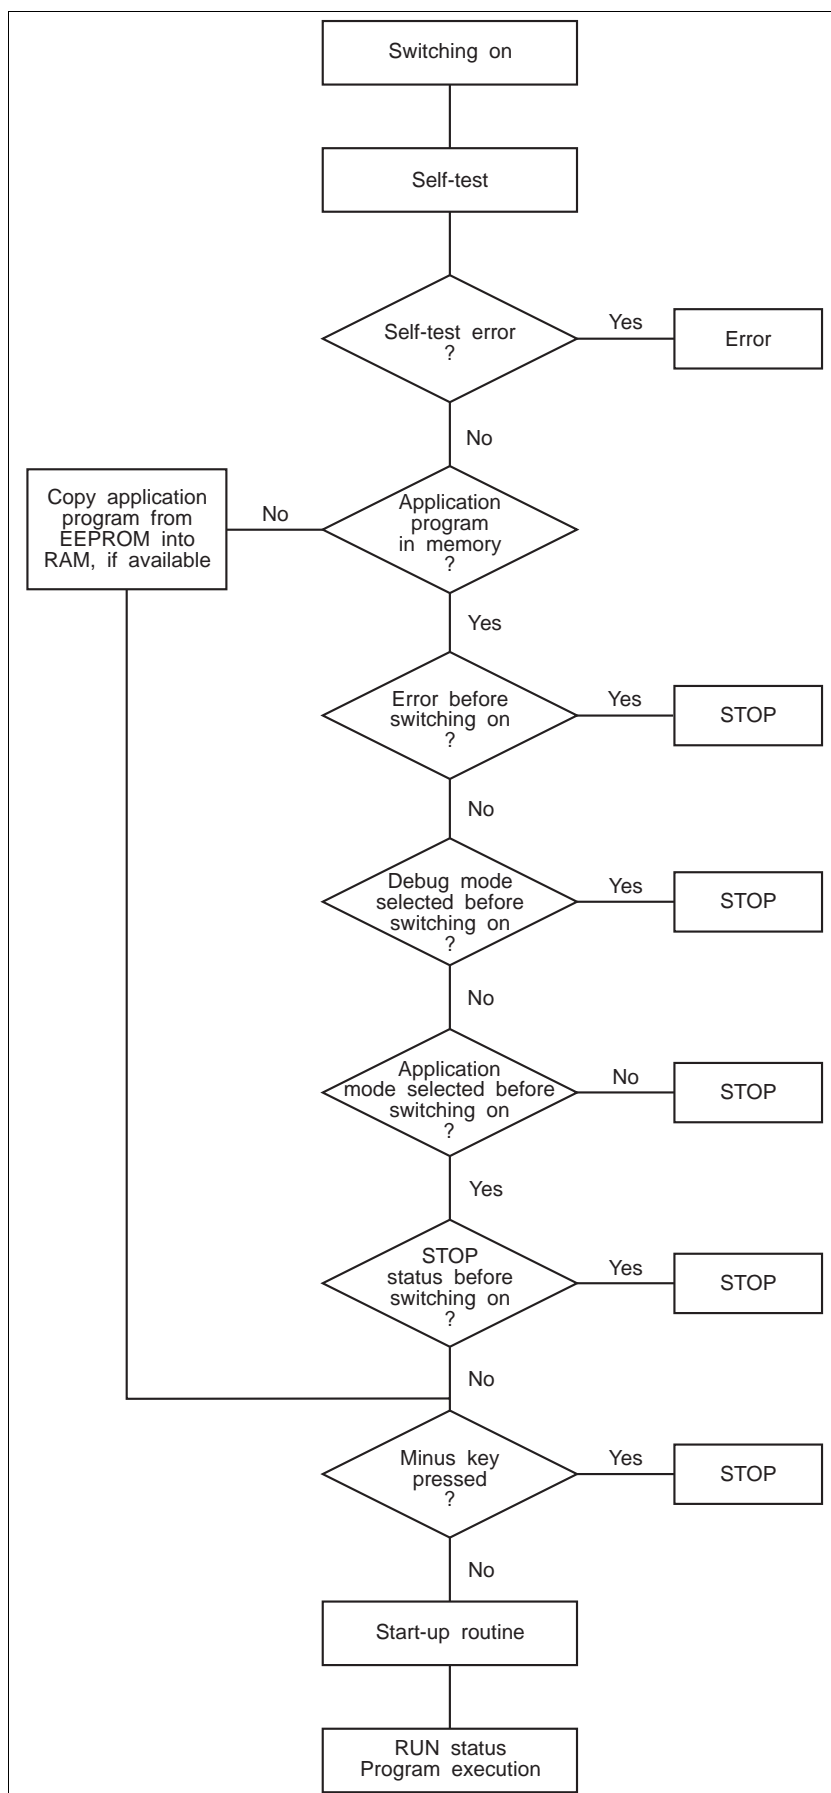 Switching on
Self-test
Self-test error
?
Yes
Error
No
Copy application
program from
EEPROM into
RAM, if available
No
Application
program
in memory
?
Yes
Error before
switching on
?
Yes
STOP
No
Debug mode
selected before
switching on
?
Yes
STOP
No
Application
mode selected before
switching on
?
No
STOP
Yes
STOP
status before
switching on
?
Yes
STOP
No
Minus key
pressed
?
Yes
STOP
No
Start-up routine
RUN status
Program execution